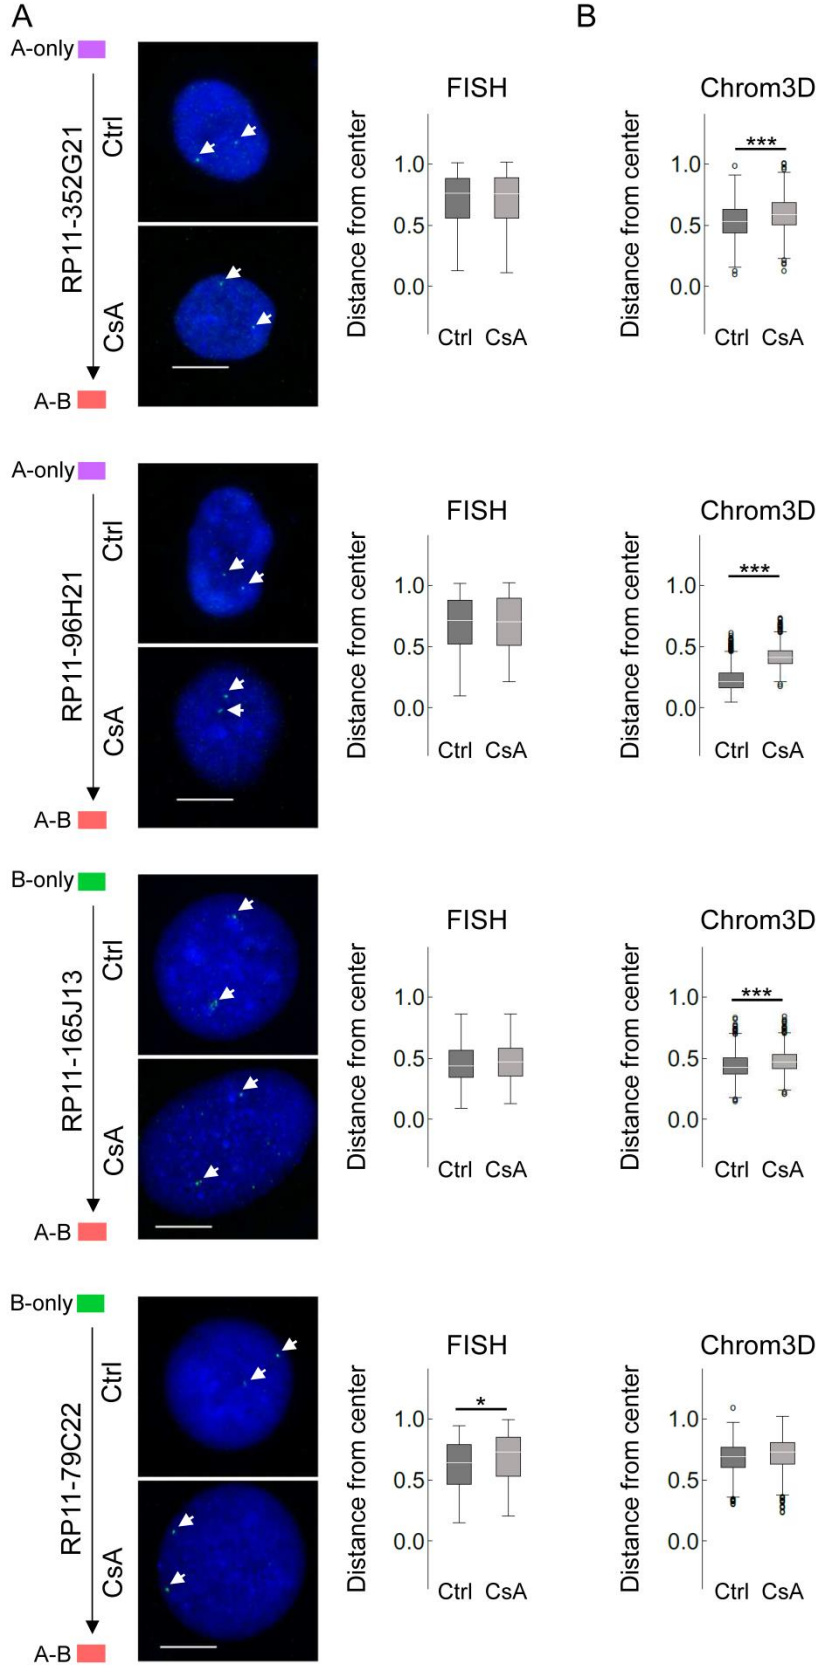 A
B
A-only
RP11-352G21
Ctrl
CsA
A-B
FISH
Distance from center
1.0
0.5
0.0
Ctrl CsA
Chrom3D
Distance from center
***
1.0
0.5
0.0
Ctrl CsA
A-only
RP11-96H21
Ctrl
CsA
A-B
FISH
Distance from center
1.0
0.5
0.0
Ctrl CsA
Chrom3D
Distance from center
***
1.0
0.5
0.0
Ctrl CsA
B-only
RP11-165J13
Ctrl
CsA
A-B
FISH
Distance from center
1.0
0.5
0.0
Ctrl CsA
Chrom3D
Distance from center
***
1.0
0.5
0.0
Ctrl CsA
B-only
RP11-79C22
Ctrl
CsA
A-B
FISH
Distance from center
*
1.0
0.5
0.0
Ctrl CsA
Chrom3D
Distance from center
1.0
0.5
0.0
Ctrl CsA